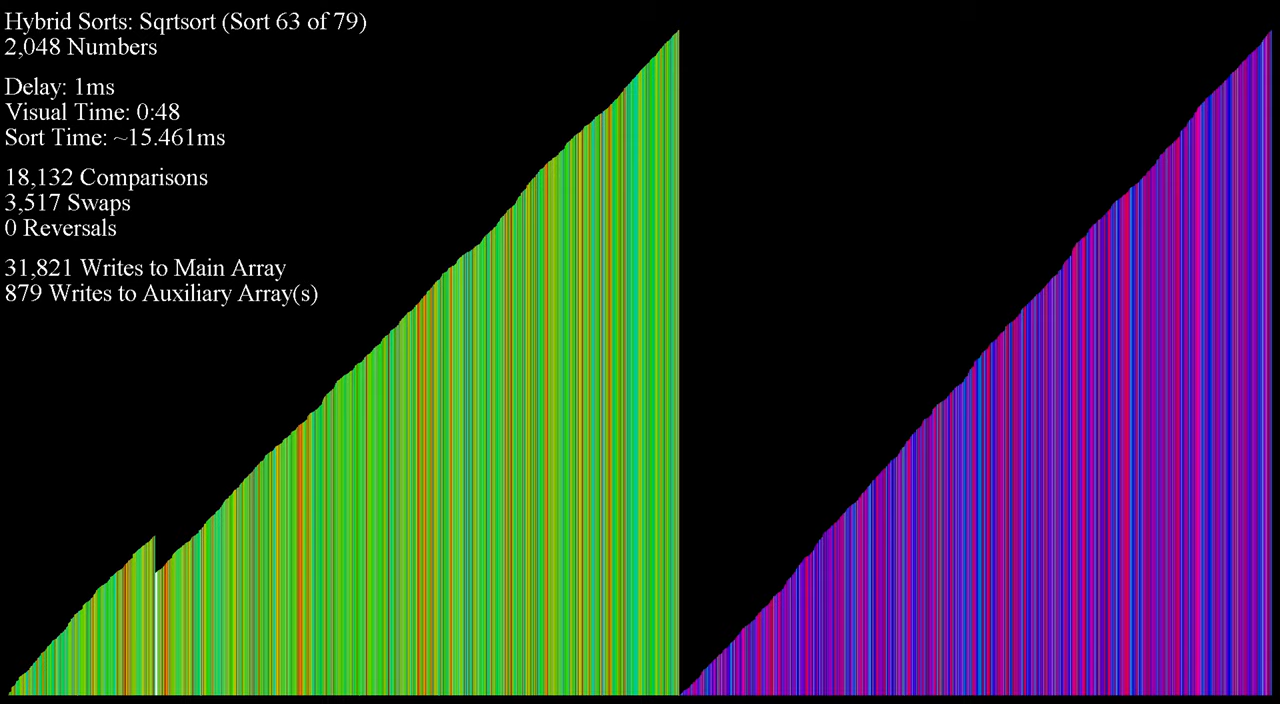 Hybrid Sorts: Sqrtsort (Sort 63 of 79)
2,048 Numbers
Delay: 1ms
Visual Time: 0:48
Sort Time: ~15.461ms
18,132 Comparisons
3,517 Swaps
0 Reversals
31,821 Writes to Main Array
879 Writes to Auxiliary Array(s)